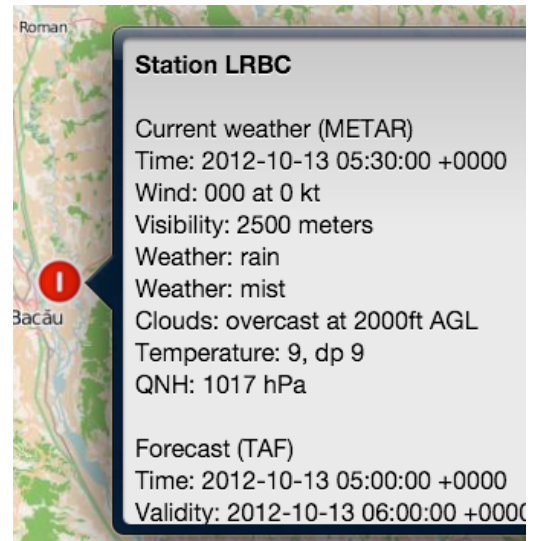 Roman
Station LRBC
Current weather (METAR)
Time: 2012-10-13 05:30:00 +0000
Wind: 000 at 0 kt
Visibility: 2500 meters
Weather: rain
Weather: mist
Clouds: overcast at 2000ft AGL
Temperature: 9, dp 9
QNH: 1017 hPa
I
Bacău
Forecast (TAF)
Time: 2012-10-13 05:00:00 +0000
Validity: 2012-10-13 06:00:00 +0000